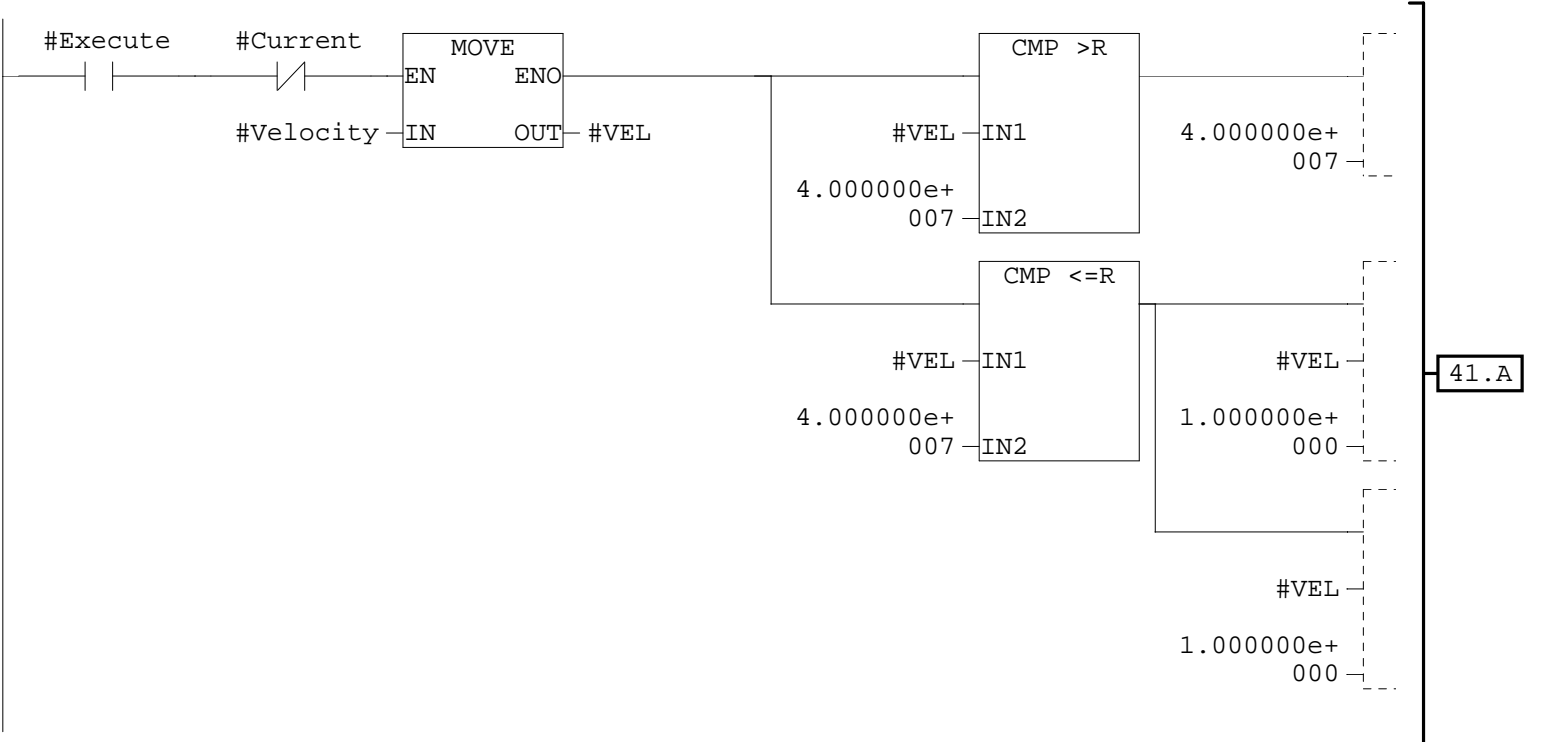 #Execute
#Current
MOVE
CMP >R
EN
ENO
#Velocity
IN
OUT
#VEL
#VEL
IN1
4.000000e+
007
4.000000e+
007
IN2
CMP <=R
#VEL
IN1
#VEL
41.A
4.000000e+
007
IN2
1.000000e+
000
#VEL
1.000000e+
000